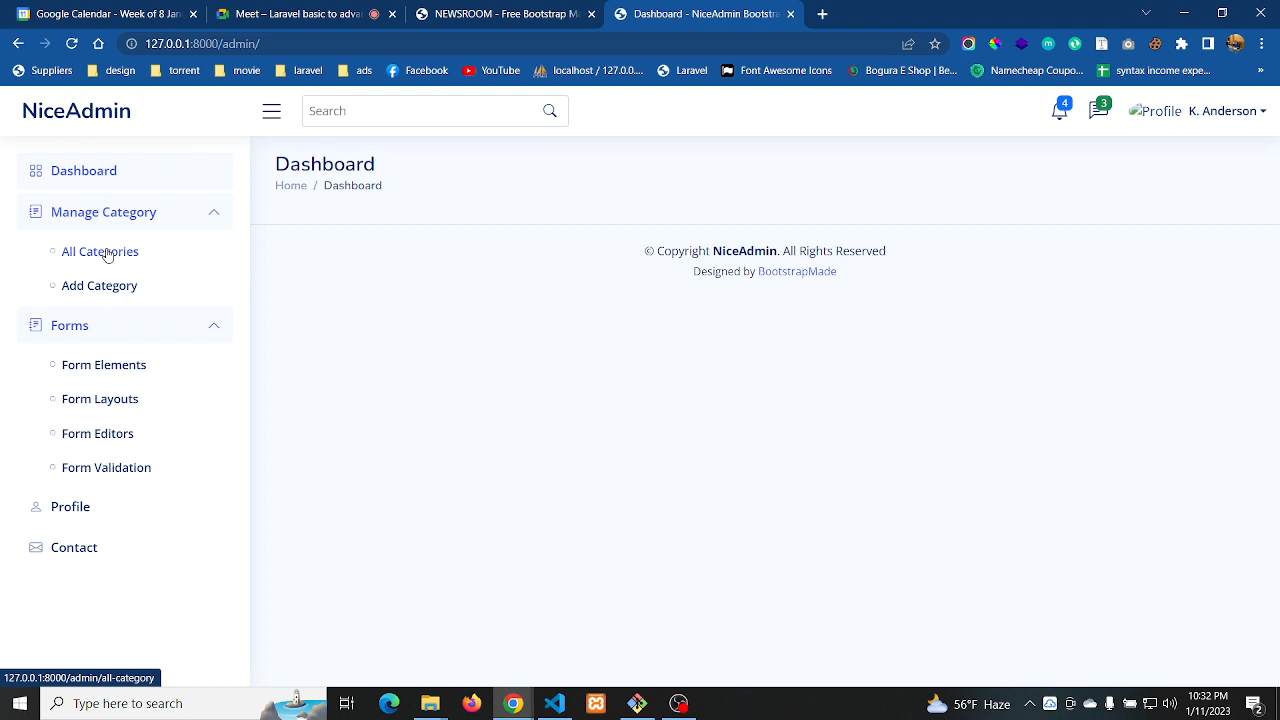 Google Calendar - Week of 8 Jan
Meet – Laravel basic to adva
NEWSROOM - Free Bootstrap Ma
Dashboard - NiceAdmin Bootstra
127.0.0.1:8000/admin/
Suppliers
design
torrent
movie
laravel
ads
Facebook
YouTube
localhost / 127.0.0....
Laravel
Font Awesome Icons
Bogura E Shop | Be...
Namecheap Coupo...
syntax income expe...
NiceAdmin
Search
4
3
Profile
K. Anderson
Dashboard
Manage Category
All Categories
Add Category
Forms
Form Elements
Form Layouts
Form Editors
Form Validation
Profile
Contact
Dashboard
Home / Dashboard
© Copyright NiceAdmin. All Rights Reserved
Designed by BootstrapMade
127.0.0.1:8000/admin/all-category
Type here to search
56°F Haze
10:32 PM
1/11/2023
2